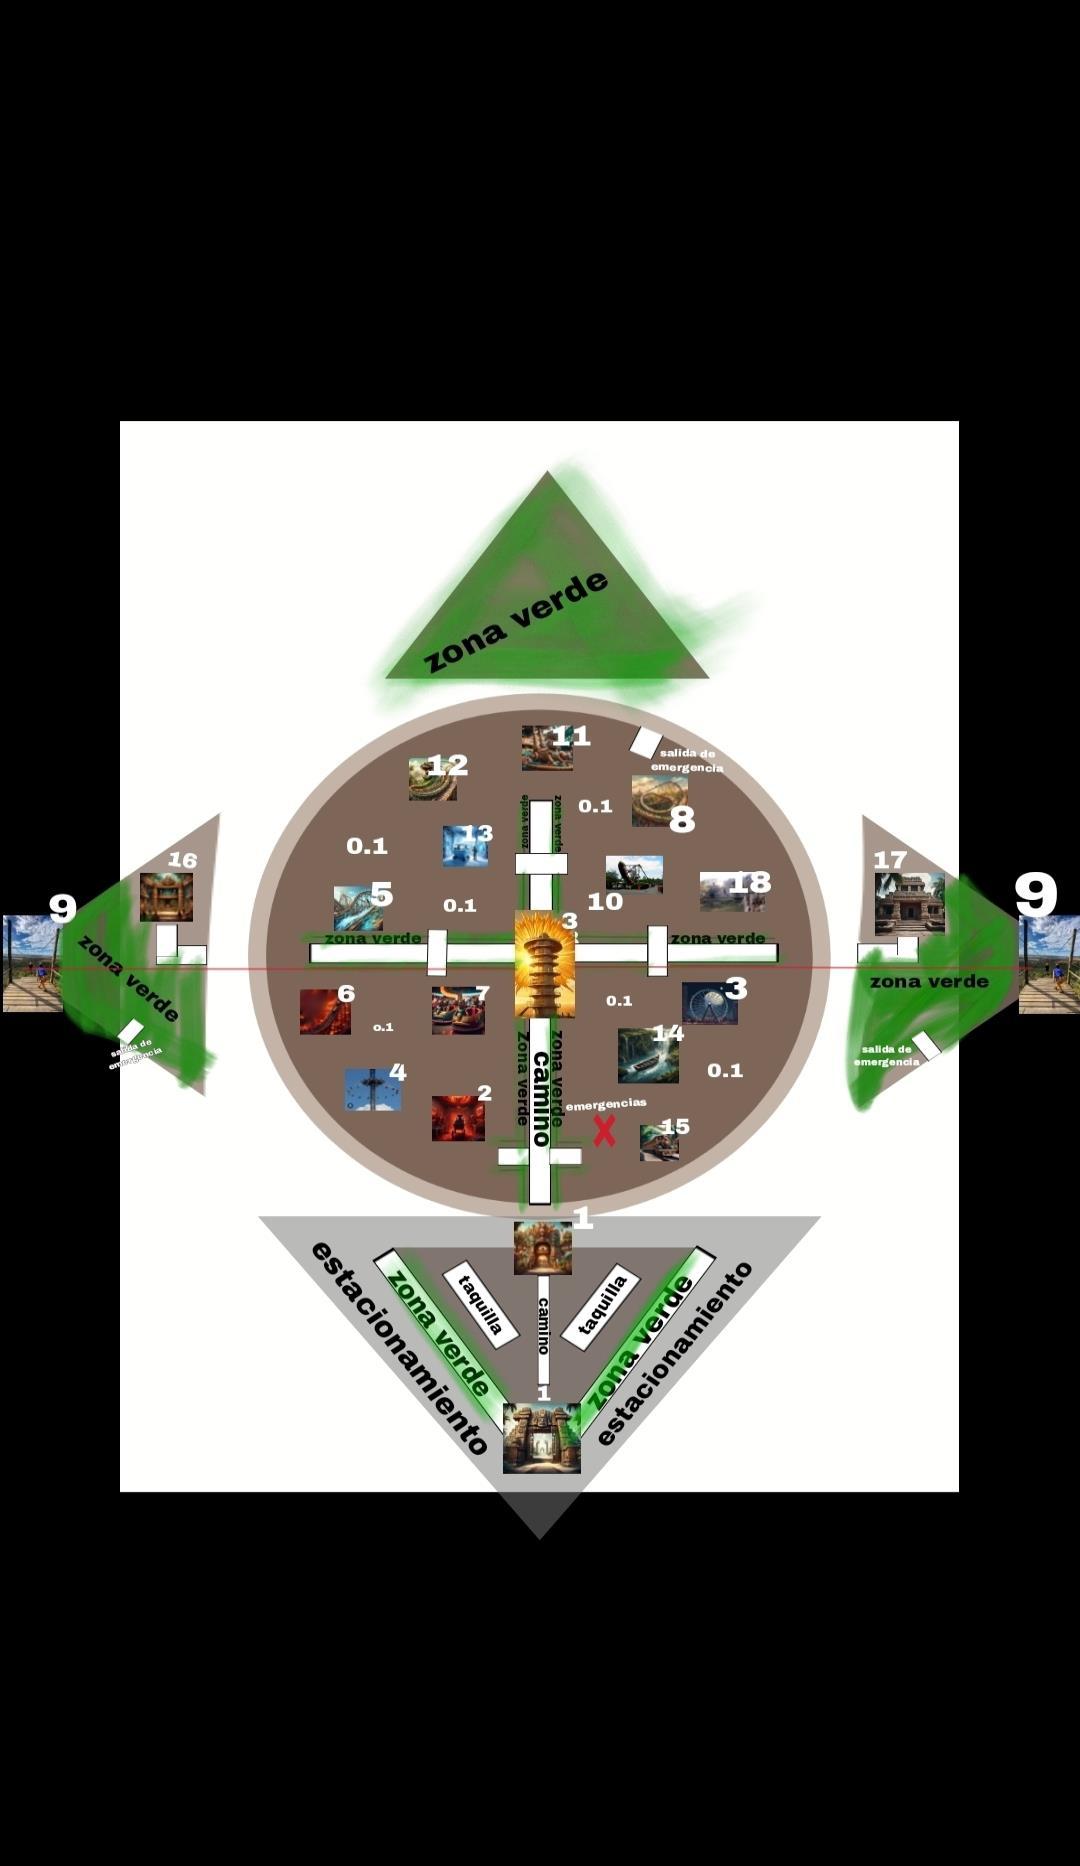 zona verde
11
salida de
emergencia
12
0.1
8
zona verde
zona verde
13
0.1
16
17
5
18
9
0.1
10
9
3
zona verde
zona verde
zona verde
zona verde
salida de
emergencia
6
7
0.1
3
o.1
14
zona verde
Zona verde
camino
4
0.1
salida de
emergencia
2
emergencias
X
15
1
estacionamiento
zona verde
taquilla
camino
taquilla
zona verde
estacionamiento
1